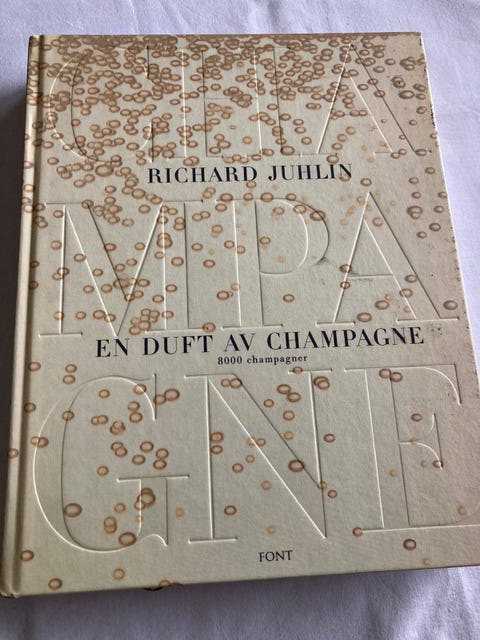 CHA
RICHARD JUHLIN
MPA
EN DUFT AV CHAMPAGNE
8000 champagner
GNE
FONT